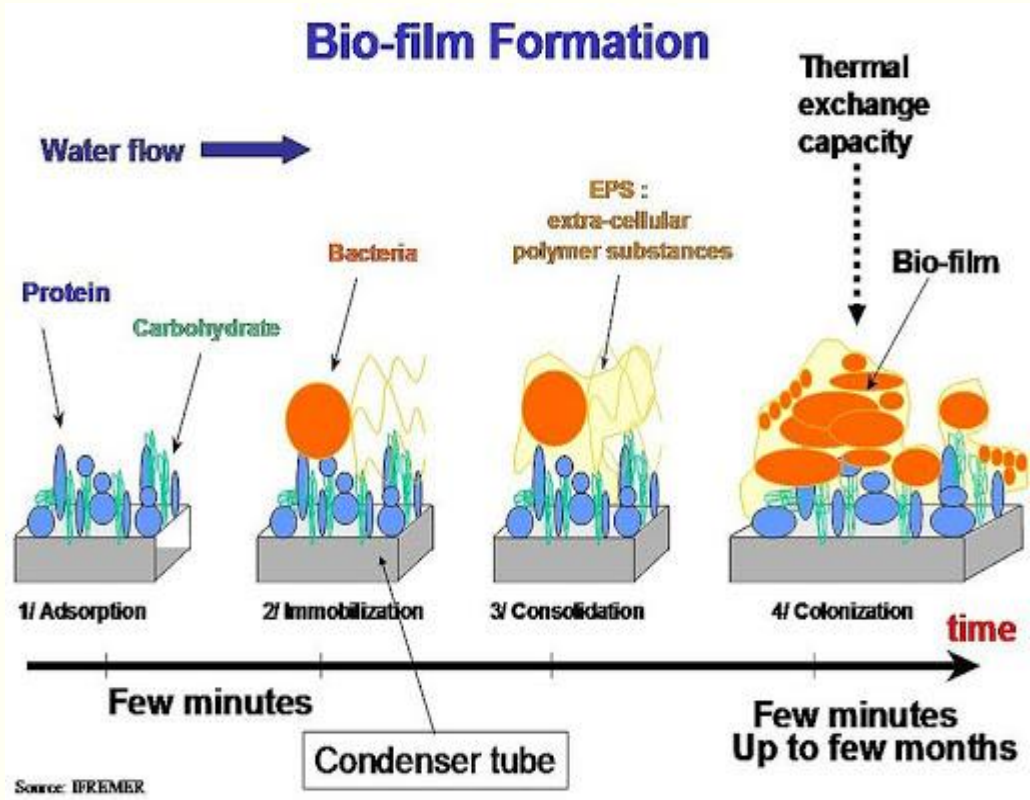 Bio-film Formation
Thermal
exchange
capacity
Water flow
EPS :
extra-cellular
polymer substances
Bacteria
Bio-film
Protein
Carbohydrate
1/ Adsorption
2/ Immobilization
3/ Consolidation
4/ Colonization
time
Few minutes
Few minutes
Up to few months
Condenser tube
Source: IFREMER